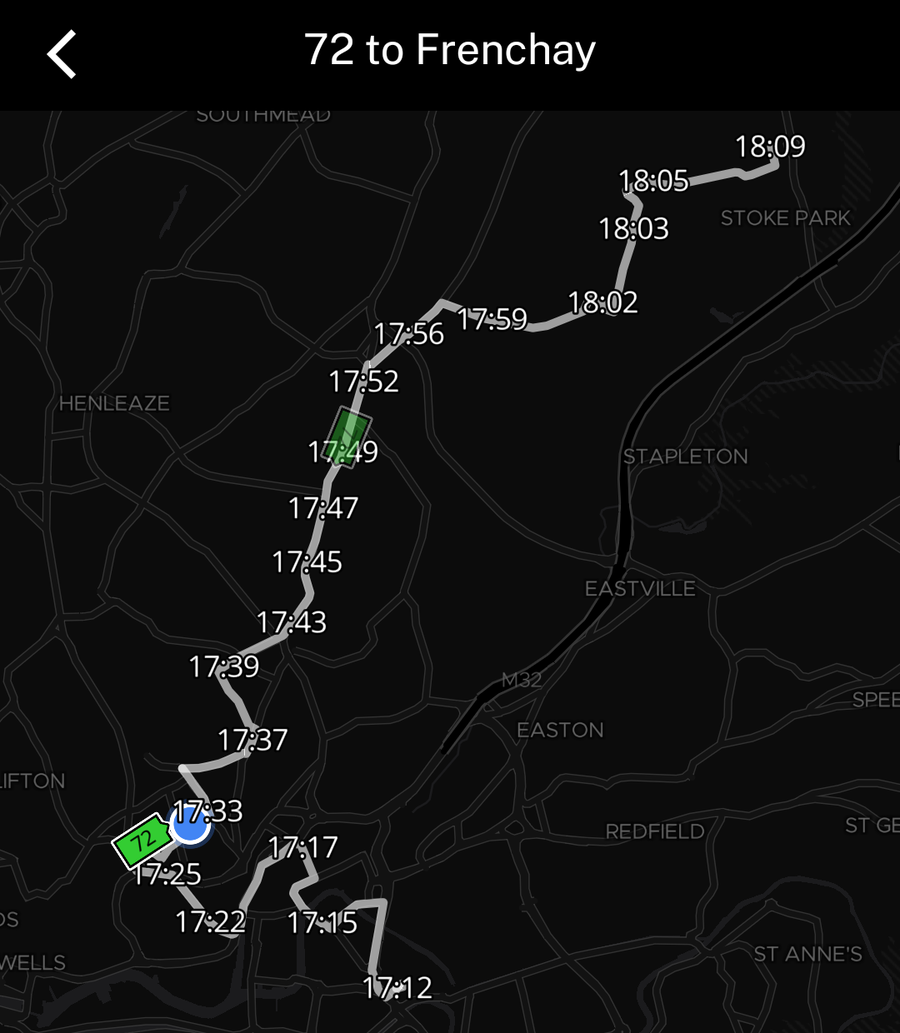 72 to Frenchay
SOUTHMEAD
18:09
18:05
STOKE PARK
18:03
18:02
17:59
17:56
17:52
HENLEAZE
17:49
STAPLETON
17:47
17:45
EASTVILLE
17:43
17:39
M32
SPEE
EASTON
17:37
LIFTON
17:33
ST GE
REDFIELD
72
17:17
17:25
OS
17:22
17:15
ST ANNE'S
WELLS
17:12